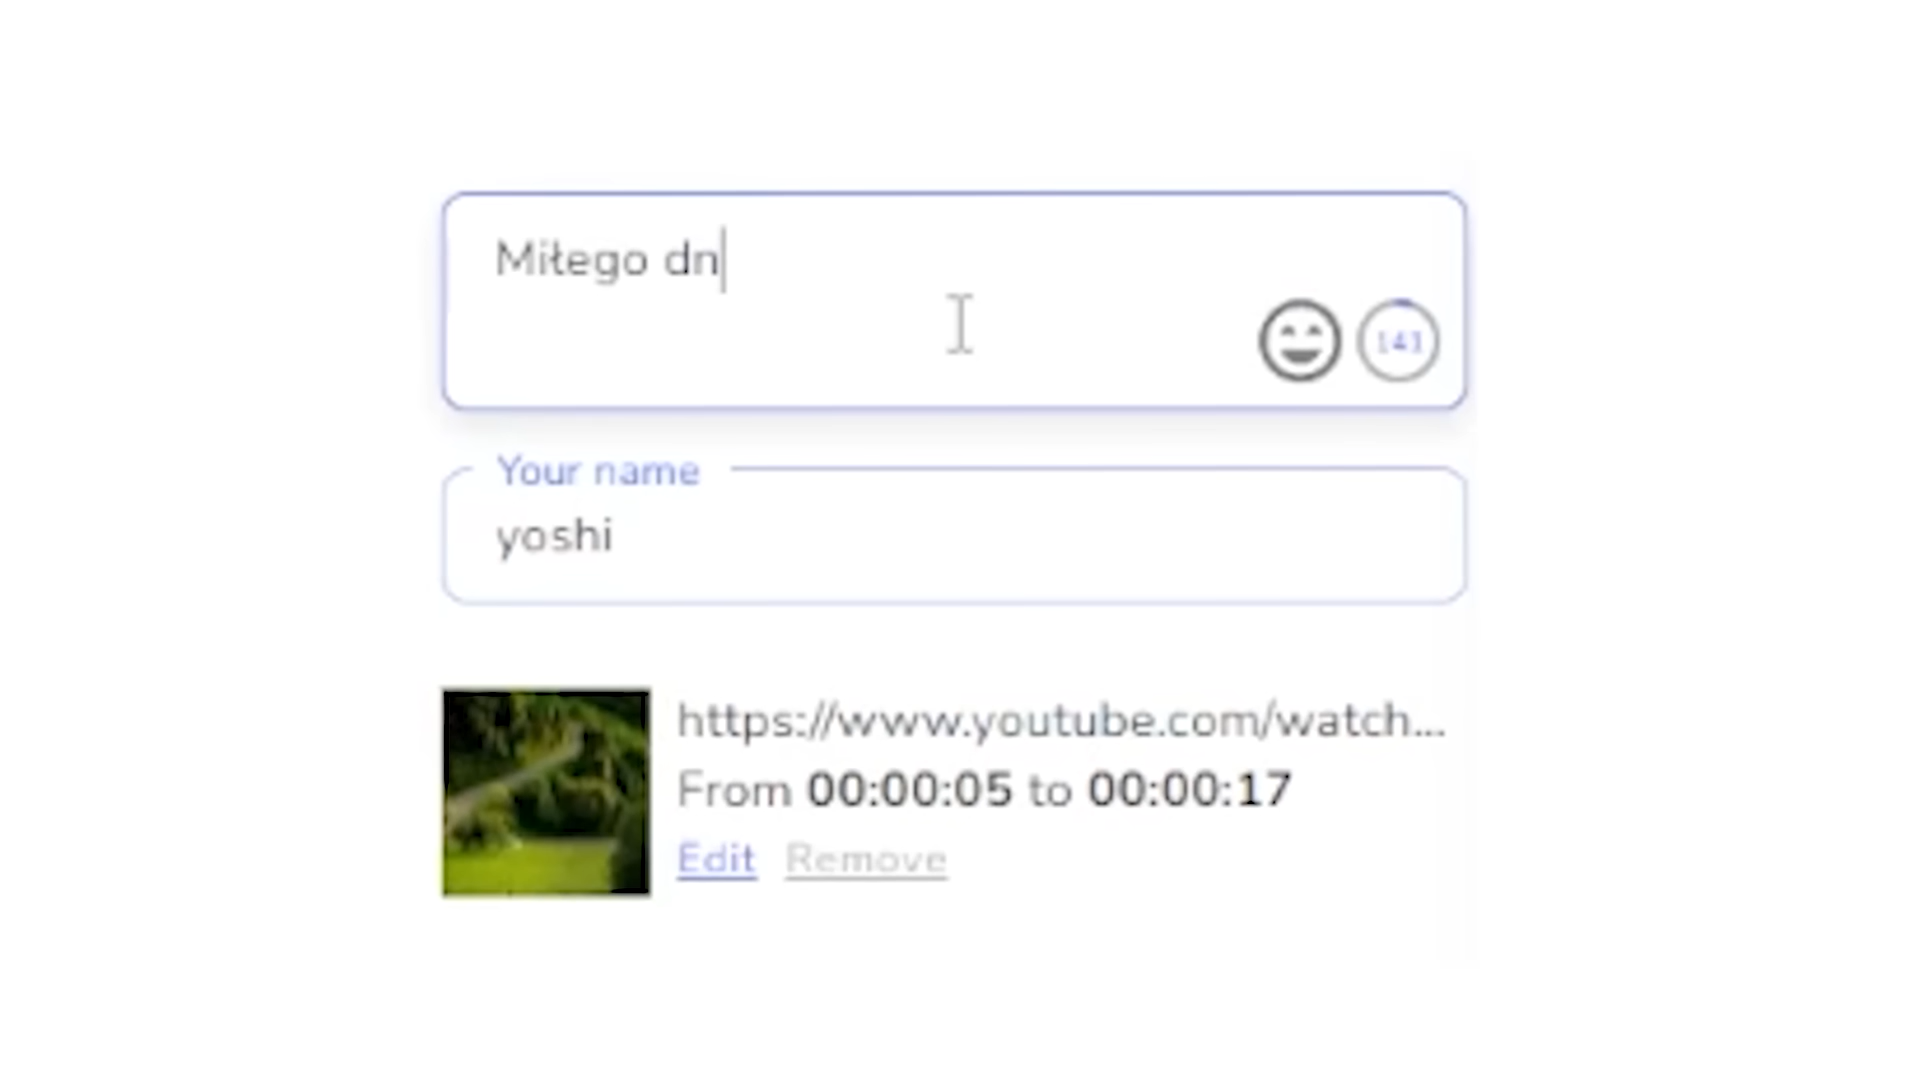 Miłego dn
141
Your name
yoshi
https://www.youtube.com/watch...
From 00:00:05 to 00:00:17
Edit Remove